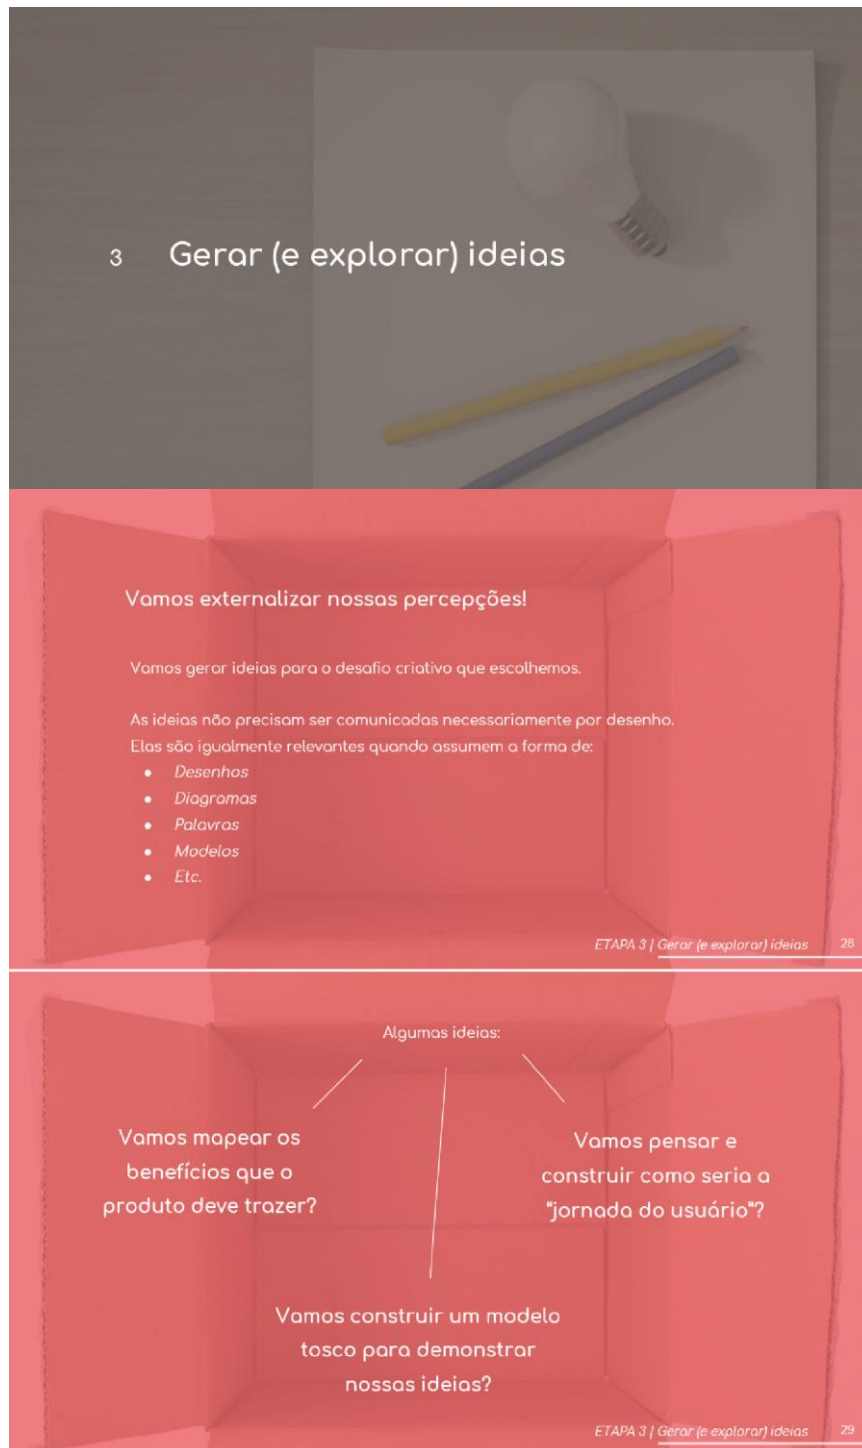 3 Gerar (e explorar) ideias
Vamos externalizar nossas percepções!
Vamos gerar ideias para o desafio criativo que escolhemos.
As ideias não precisam ser comunicadas necessariamente por desenho.
Elas são igualmente relevantes quando assumem a forma de:
● Desenhos
● Diagramas
● Palavras
● Modelos
● Etc.
ETAPA 3 | Gerar (e explorar) ideias 28
Algumas ideias:
Vamos mapear os
benefícios que o
produto deve trazer?
Vamos pensar e
construir como seria a
"jornada do usuário"?
Vamos construir um modelo
tosco para demonstrar
nossas ideias?
ETAPA 3 | Gerar (e explorar) ideias 29